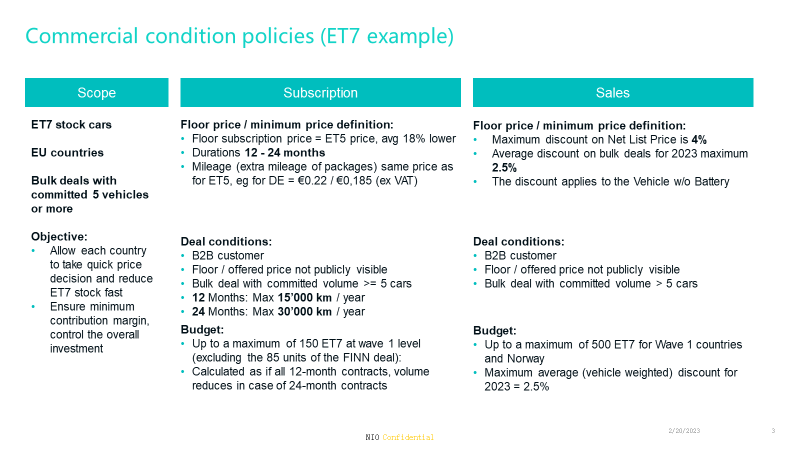 Commercial condition policies (ET7 example)
Scope
ET7 stock cars
EU countries
Bulk deals with
committed 5 vehicles
or more
Objective:
• Allow each country
to take quick price
decision and reduce
ET7 stock fast
• Ensure minimum
contribution margin,
control the overall
investment
Subscription
Floor price / minimum price definition:
• Floor subscription price = ET5 price, avg 18% lower
• Durations 12 - 24 months
• Mileage (extra mileage of packages) same price as
for ET5, eg for DE = €0.22 / €0,185 (ex VAT)
Deal conditions:
• B2B customer
• Floor / offered price not publicly visible
• Bulk deal with committed volume >= 5 cars
• 12 Months: Max 15’000 km / year
• 24 Months: Max 30’000 km / year
Budget:
• Up to a maximum of 150 ET7 at wave 1 level
(excluding the 85 units of the FINN deal):
• Calculated as if all 12-month contracts, volume
reduces in case of 24-month contracts
Sales
Floor price / minimum price definition:
• Maximum discount on Net List Price is 4%
• Average discount on bulk deals for 2023 maximum
2.5%
• The discount applies to the Vehicle w/o Battery
Deal conditions:
• B2B customer
• Floor / offered price not publicly visible
• Bulk deal with committed volume > 5 cars
Budget:
• Up to a maximum of 500 ET7 for Wave 1 countries
and Norway
• Maximum average (vehicle weighted) discount for
2023 = 2.5%
NIO Confidential
2/20/2023
3